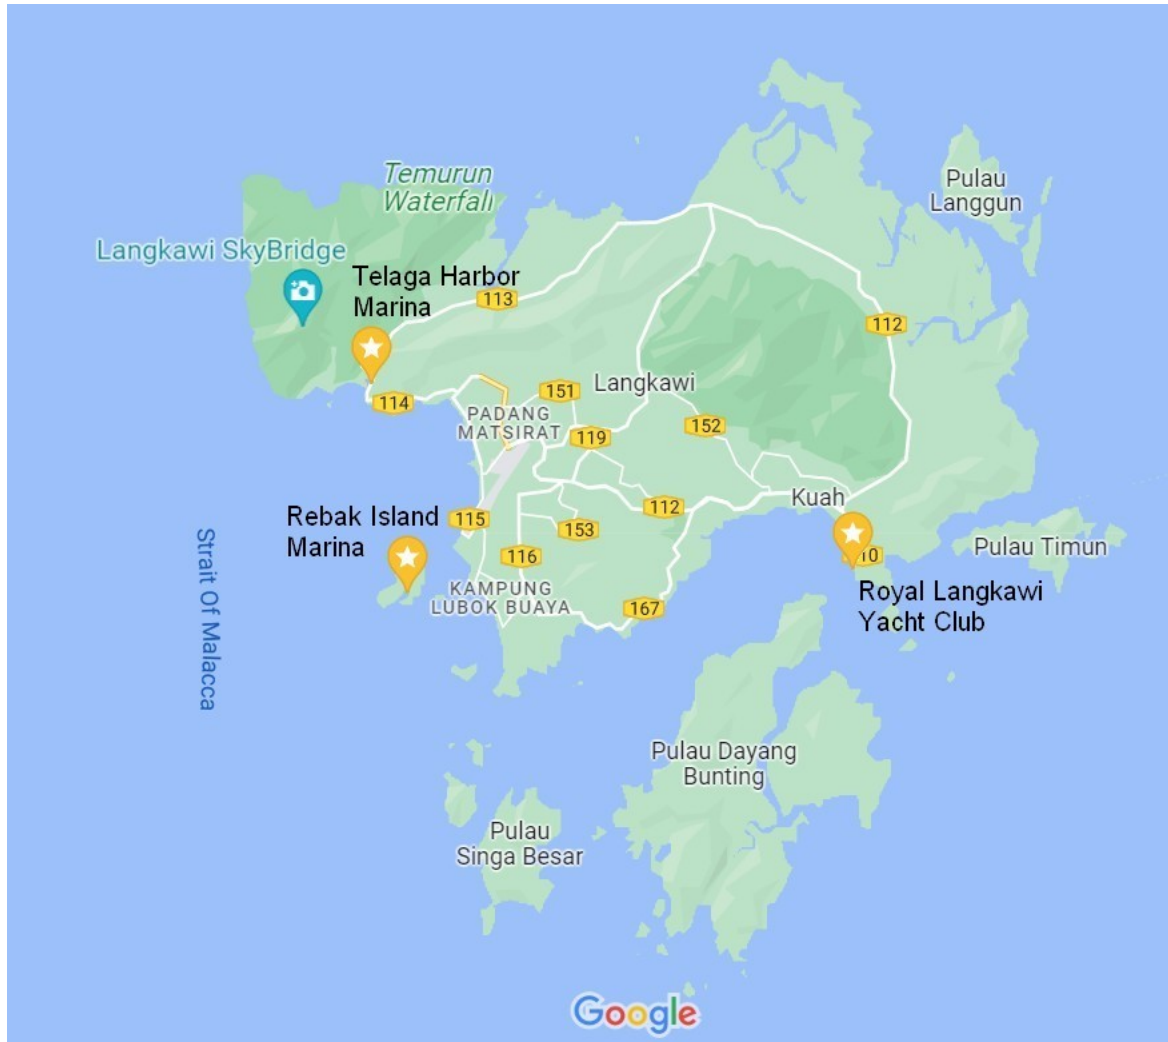 Temurun
Waterfall
Pulau
Langgun
Langkawi SkyBridge
Telaga Harbor
Marina
113
112
114
151
Langkawi
PADANG
MATSIRAT
119
152
Kuah
112
Rebak Island
Marina
115
153
116
10
Pulau Timun
KAMPUNG
LUBOK BUAYA
167
Royal Langkawi
Yacht Club
Strait Of Malacca
Pulau Dayang
Bunting
Pulau
Singa Besar
Google